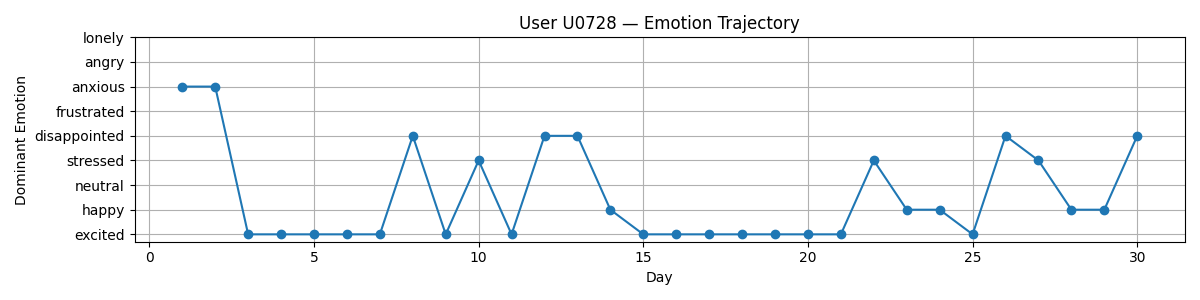 User U0728 — Emotion Trajectory
Dominant Emotion
lonely
angry
anxious
frustrated
disappointed
stressed
neutral
happy
excited
0 5 10 15 20 25 30
Day